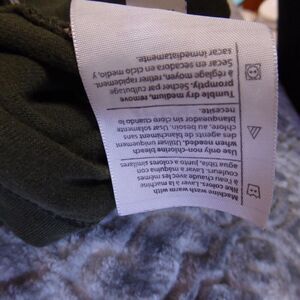 Machine wash warm with
like colors. Laver à la machine
à l'eau chaude avec les mêmes
couleurs. Lavar a máquina con
agua tibia, junto a colores similares
Use only non-chlorine bleach
when needed. Utiliser uniquement
des agents de blanchiment sans
chlore, au besoin. Usar solamente
blanqueador sin cloro cuando lo
necesite.
Tumble dry medium, remove
promptly. Sécher par culbutage
à réglage moyen, retirer rapidement.
Secar en secadora en ciclo medio, y
sacar inmediatamente.